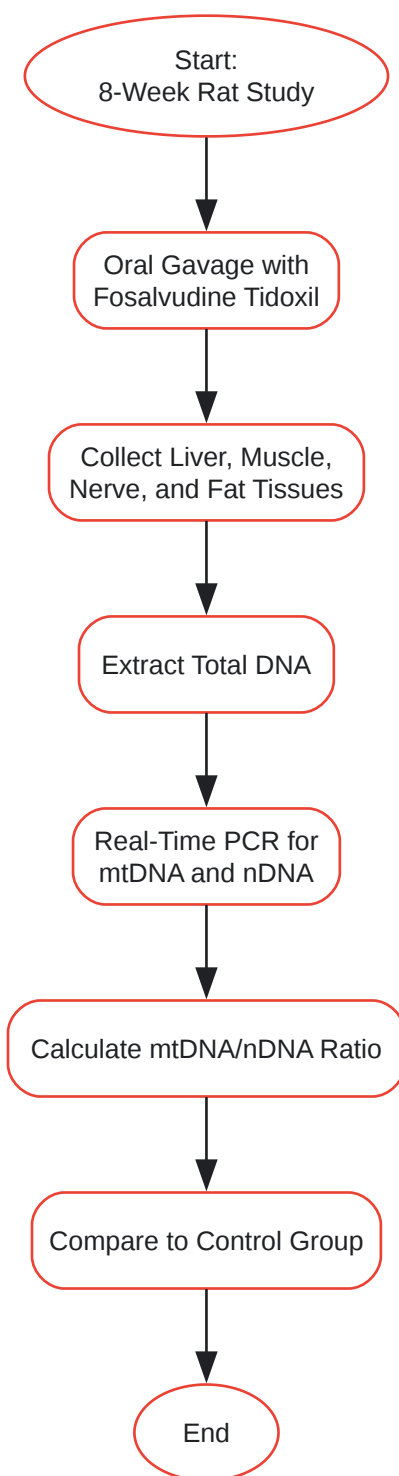 Start:
8-Week Rat Study
Oral Gavage with
Fosalvudine Tidoxil
Collect Liver, Muscle,
Nerve, and Fat Tissues
Extract Total DNA
Real-Time PCR for
mtDNA and nDNA
Calculate mtDNA/nDNA Ratio
Compare to Control Group
End